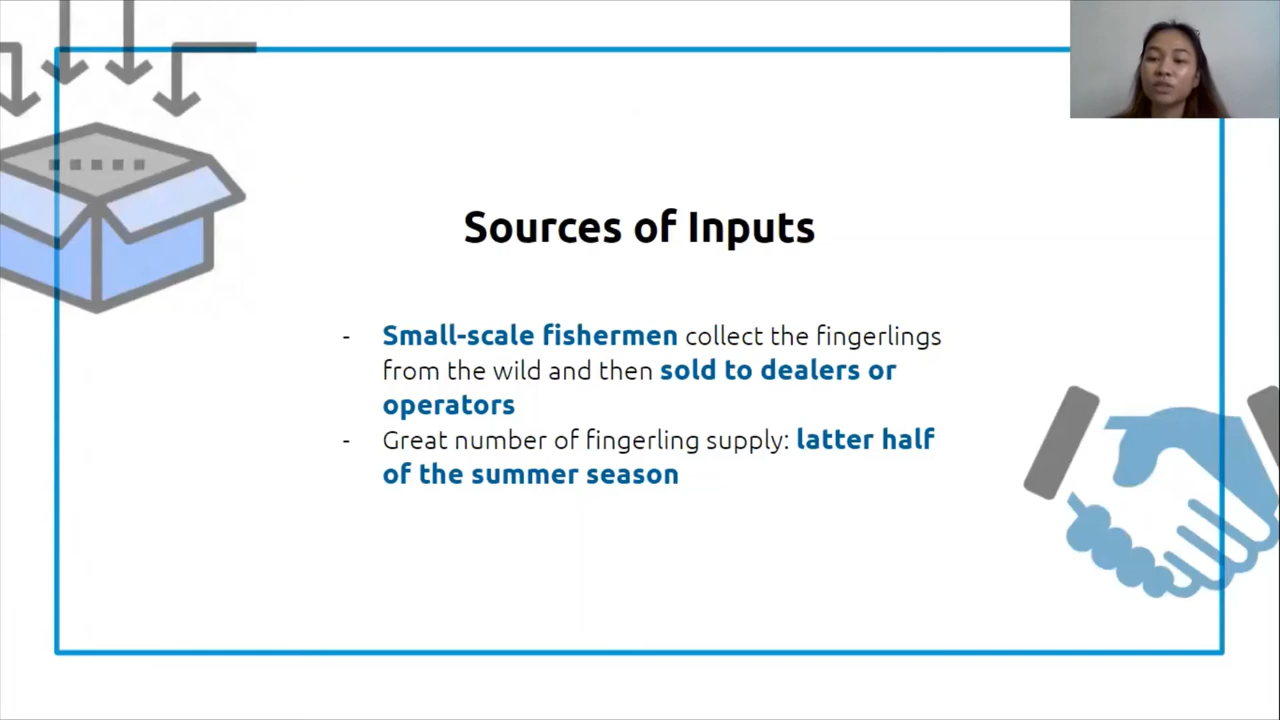 Sources of Inputs
- Small-scale fishermen collect the fingerlings
from the wild and then sold to dealers or
operators
- Great number of fingerling supply: latter half
of the summer season